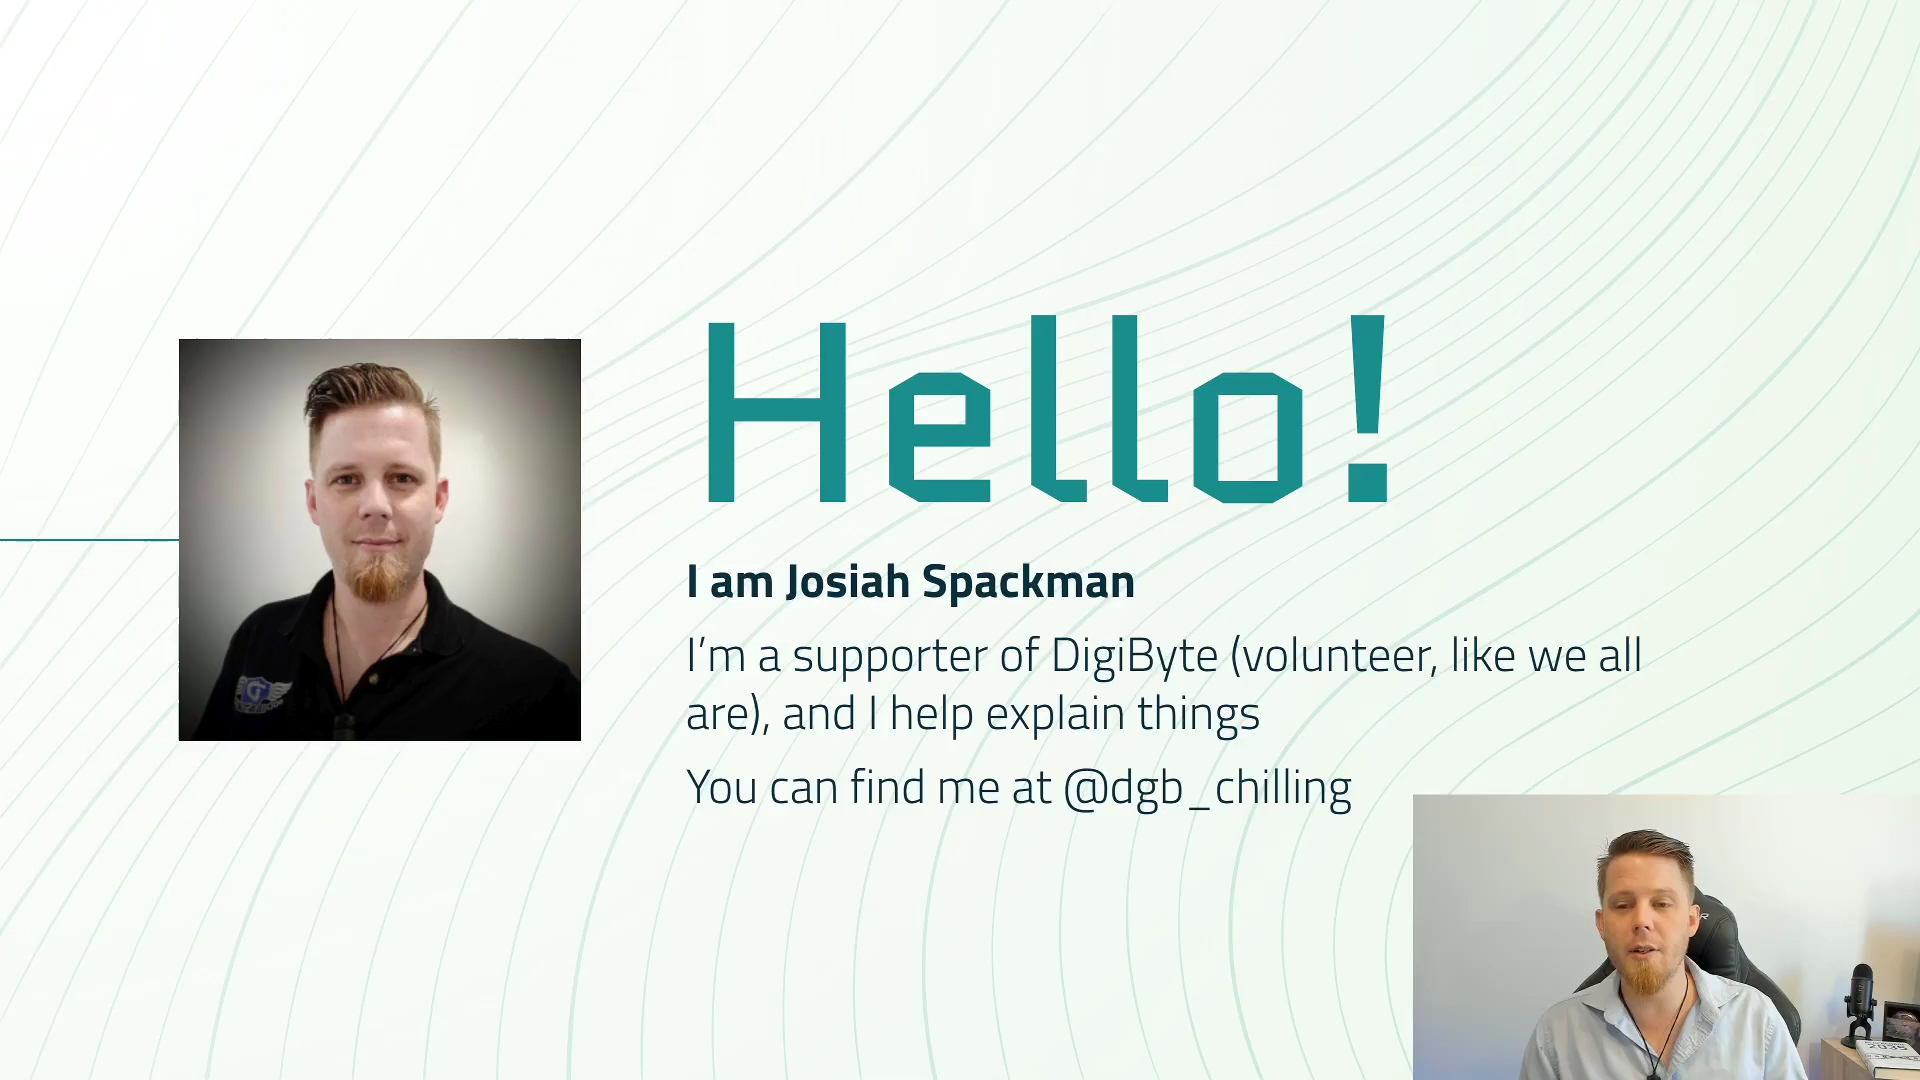 Hello!
I am Josiah Spackman
I’m a supporter of DigiByte (volunteer, like we all
are), and I help explain things
You can find me at @dgb_chilling